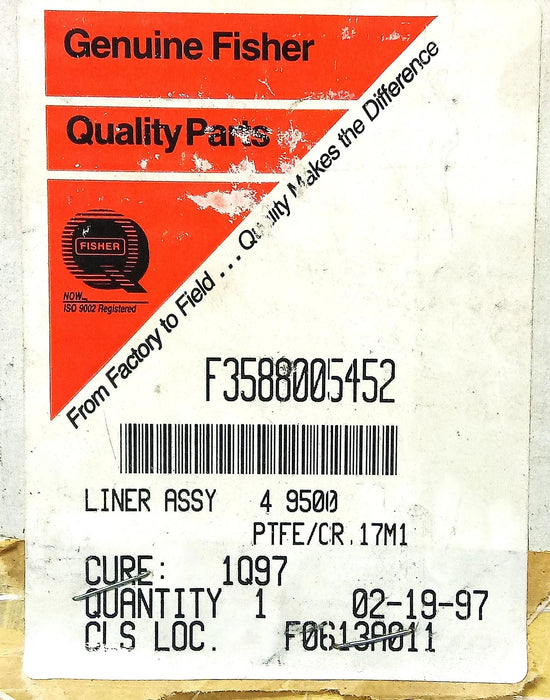 Genuine Fisher
Quality Parts
FISHER
NOW...
ISO 9002 Registered
From Factory to Field . . . Quality Makes the Difference
F3588005452
LINER ASSY 4 9500
PTFE/CR.17M1
CURE: 1Q97
QUANTITY 1 02-19-97
CLS LOC. F0613A011